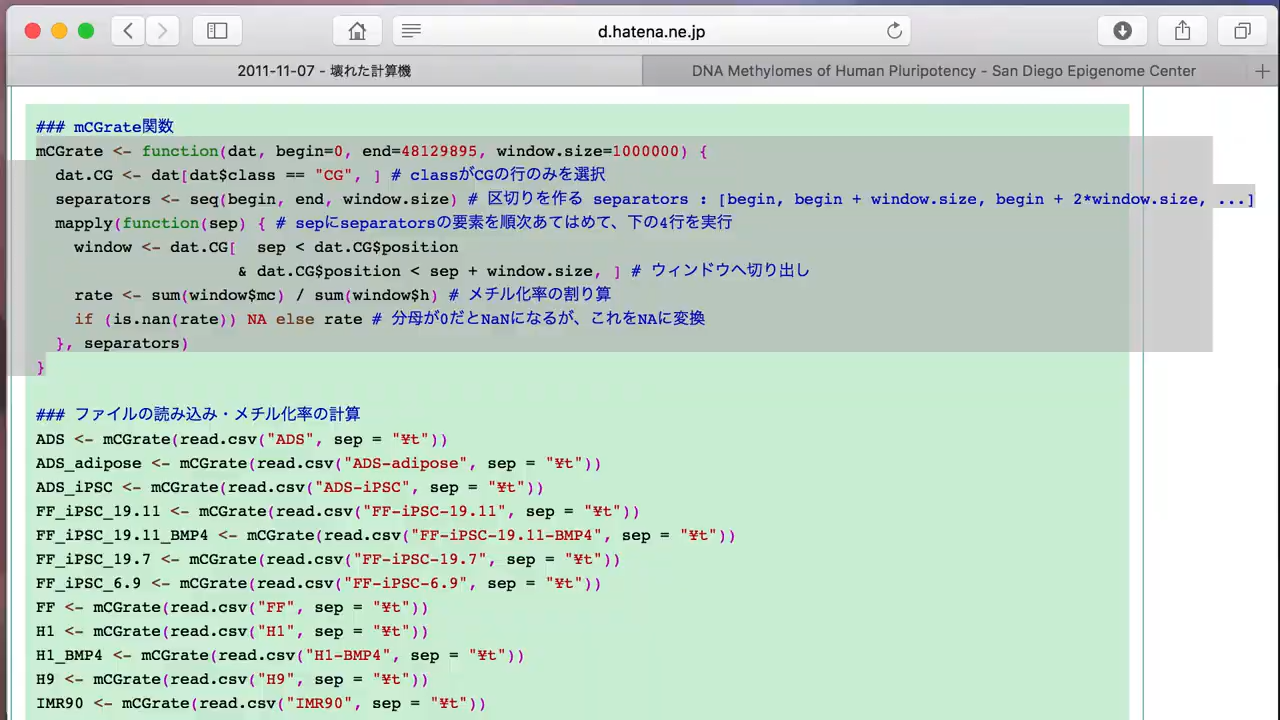 d.hatena.ne.jp
2011-11-07 - 壊れた計算機
DNA Methylomes of Human Pluripotency - San Diego Epigenome Center
### mCGrate関数
mCGrate <- function(dat, begin=0, end=48129895, window.size=1000000) {
dat.CG <- dat[dat$class == "CG", ] # classがCGの行のみを選択
separators <- seq(begin, end, window.size) # 区切りを作る separators : [begin, begin + window.size, begin + 2*window.size, ...]
mapply(function(sep) { # sepにseparatorsの要素を順次あてはめて、下の4行を実行
window <- dat.CG[  sep < dat.CG$position
& dat.CG$position < sep + window.size, ] # ウィンドウへ切り出し
rate <- sum(window$mc) / sum(window$h) # メチル化率の割り算
if (is.nan(rate)) NA else rate # 分母が0だとNaNになるが、これをNAに変換
}, separators)
}
### ファイルの読み込み・メチル化率の計算
ADS <- mCGrate(read.csv("ADS", sep = "¥t"))
ADS_adipose <- mCGrate(read.csv("ADS-adipose", sep = "¥t"))
ADS_iPSC <- mCGrate(read.csv("ADS-iPSC", sep = "¥t"))
FF_iPSC_19.11 <- mCGrate(read.csv("FF-iPSC-19.11", sep = "¥t"))
FF_iPSC_19.11_BMP4 <- mCGrate(read.csv("FF-iPSC-19.11-BMP4", sep = "¥t"))
FF_iPSC_19.7 <- mCGrate(read.csv("FF-iPSC-19.7", sep = "¥t"))
FF_iPSC_6.9 <- mCGrate(read.csv("FF-iPSC-6.9", sep = "¥t"))
FF <- mCGrate(read.csv("FF", sep = "¥t"))
H1 <- mCGrate(read.csv("H1", sep = "¥t"))
H1_BMP4 <- mCGrate(read.csv("H1-BMP4", sep = "¥t"))
H9 <- mCGrate(read.csv("H9", sep = "¥t"))
IMR90 <- mCGrate(read.csv("IMR90", sep = "¥t"))